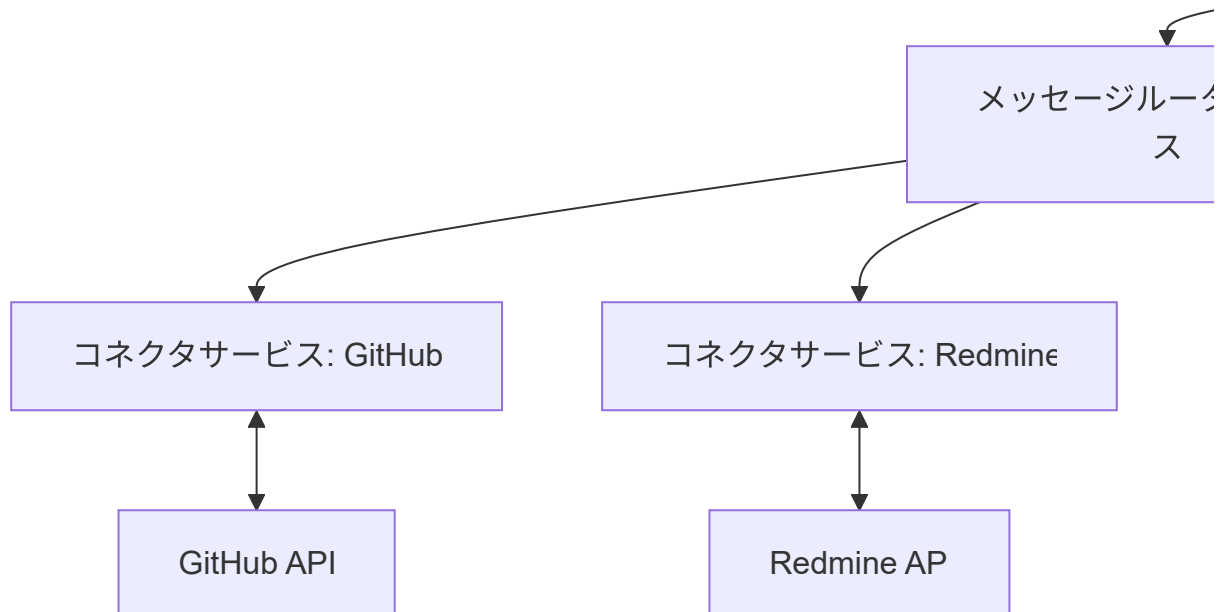 メッセージルータ
ス
コネクタサービス: GitHub
コネクタサービス: Redmine
GitHub API
Redmine AP